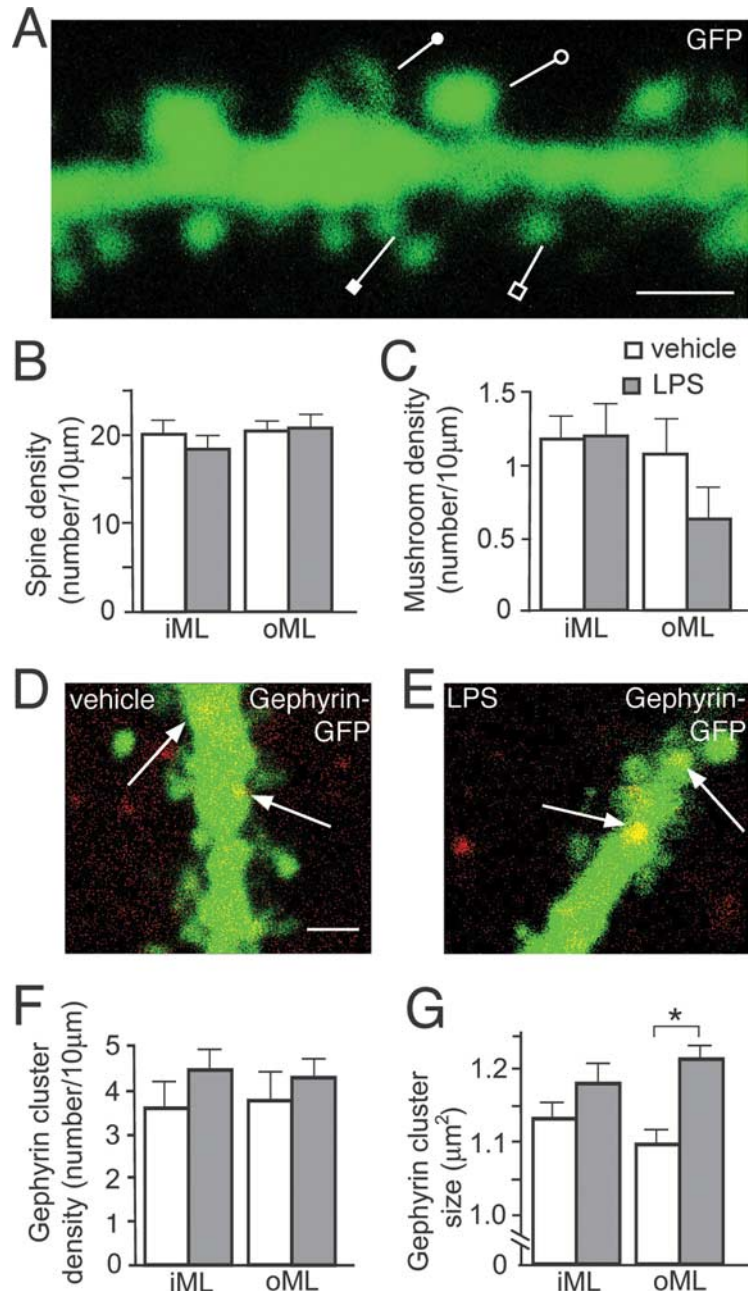 A
GFP
B
Spine density
(number/10μm)
20
10
0
iML
oML
C
vehicle
LPS
Mushroom density
(number/10μm)
1.5
1
0.5
0
iML
oML
D
vehicle
Gephyrin-
GFP
E
LPS
Gephyrin-
GFP
F
Gephyrin cluster
density (number/10μm)
5
4
3
2
1
0
iML
oML
G
*
Gephyrin cluster
size (μm²)
1.2
1.10
1.0
0
iML
oML